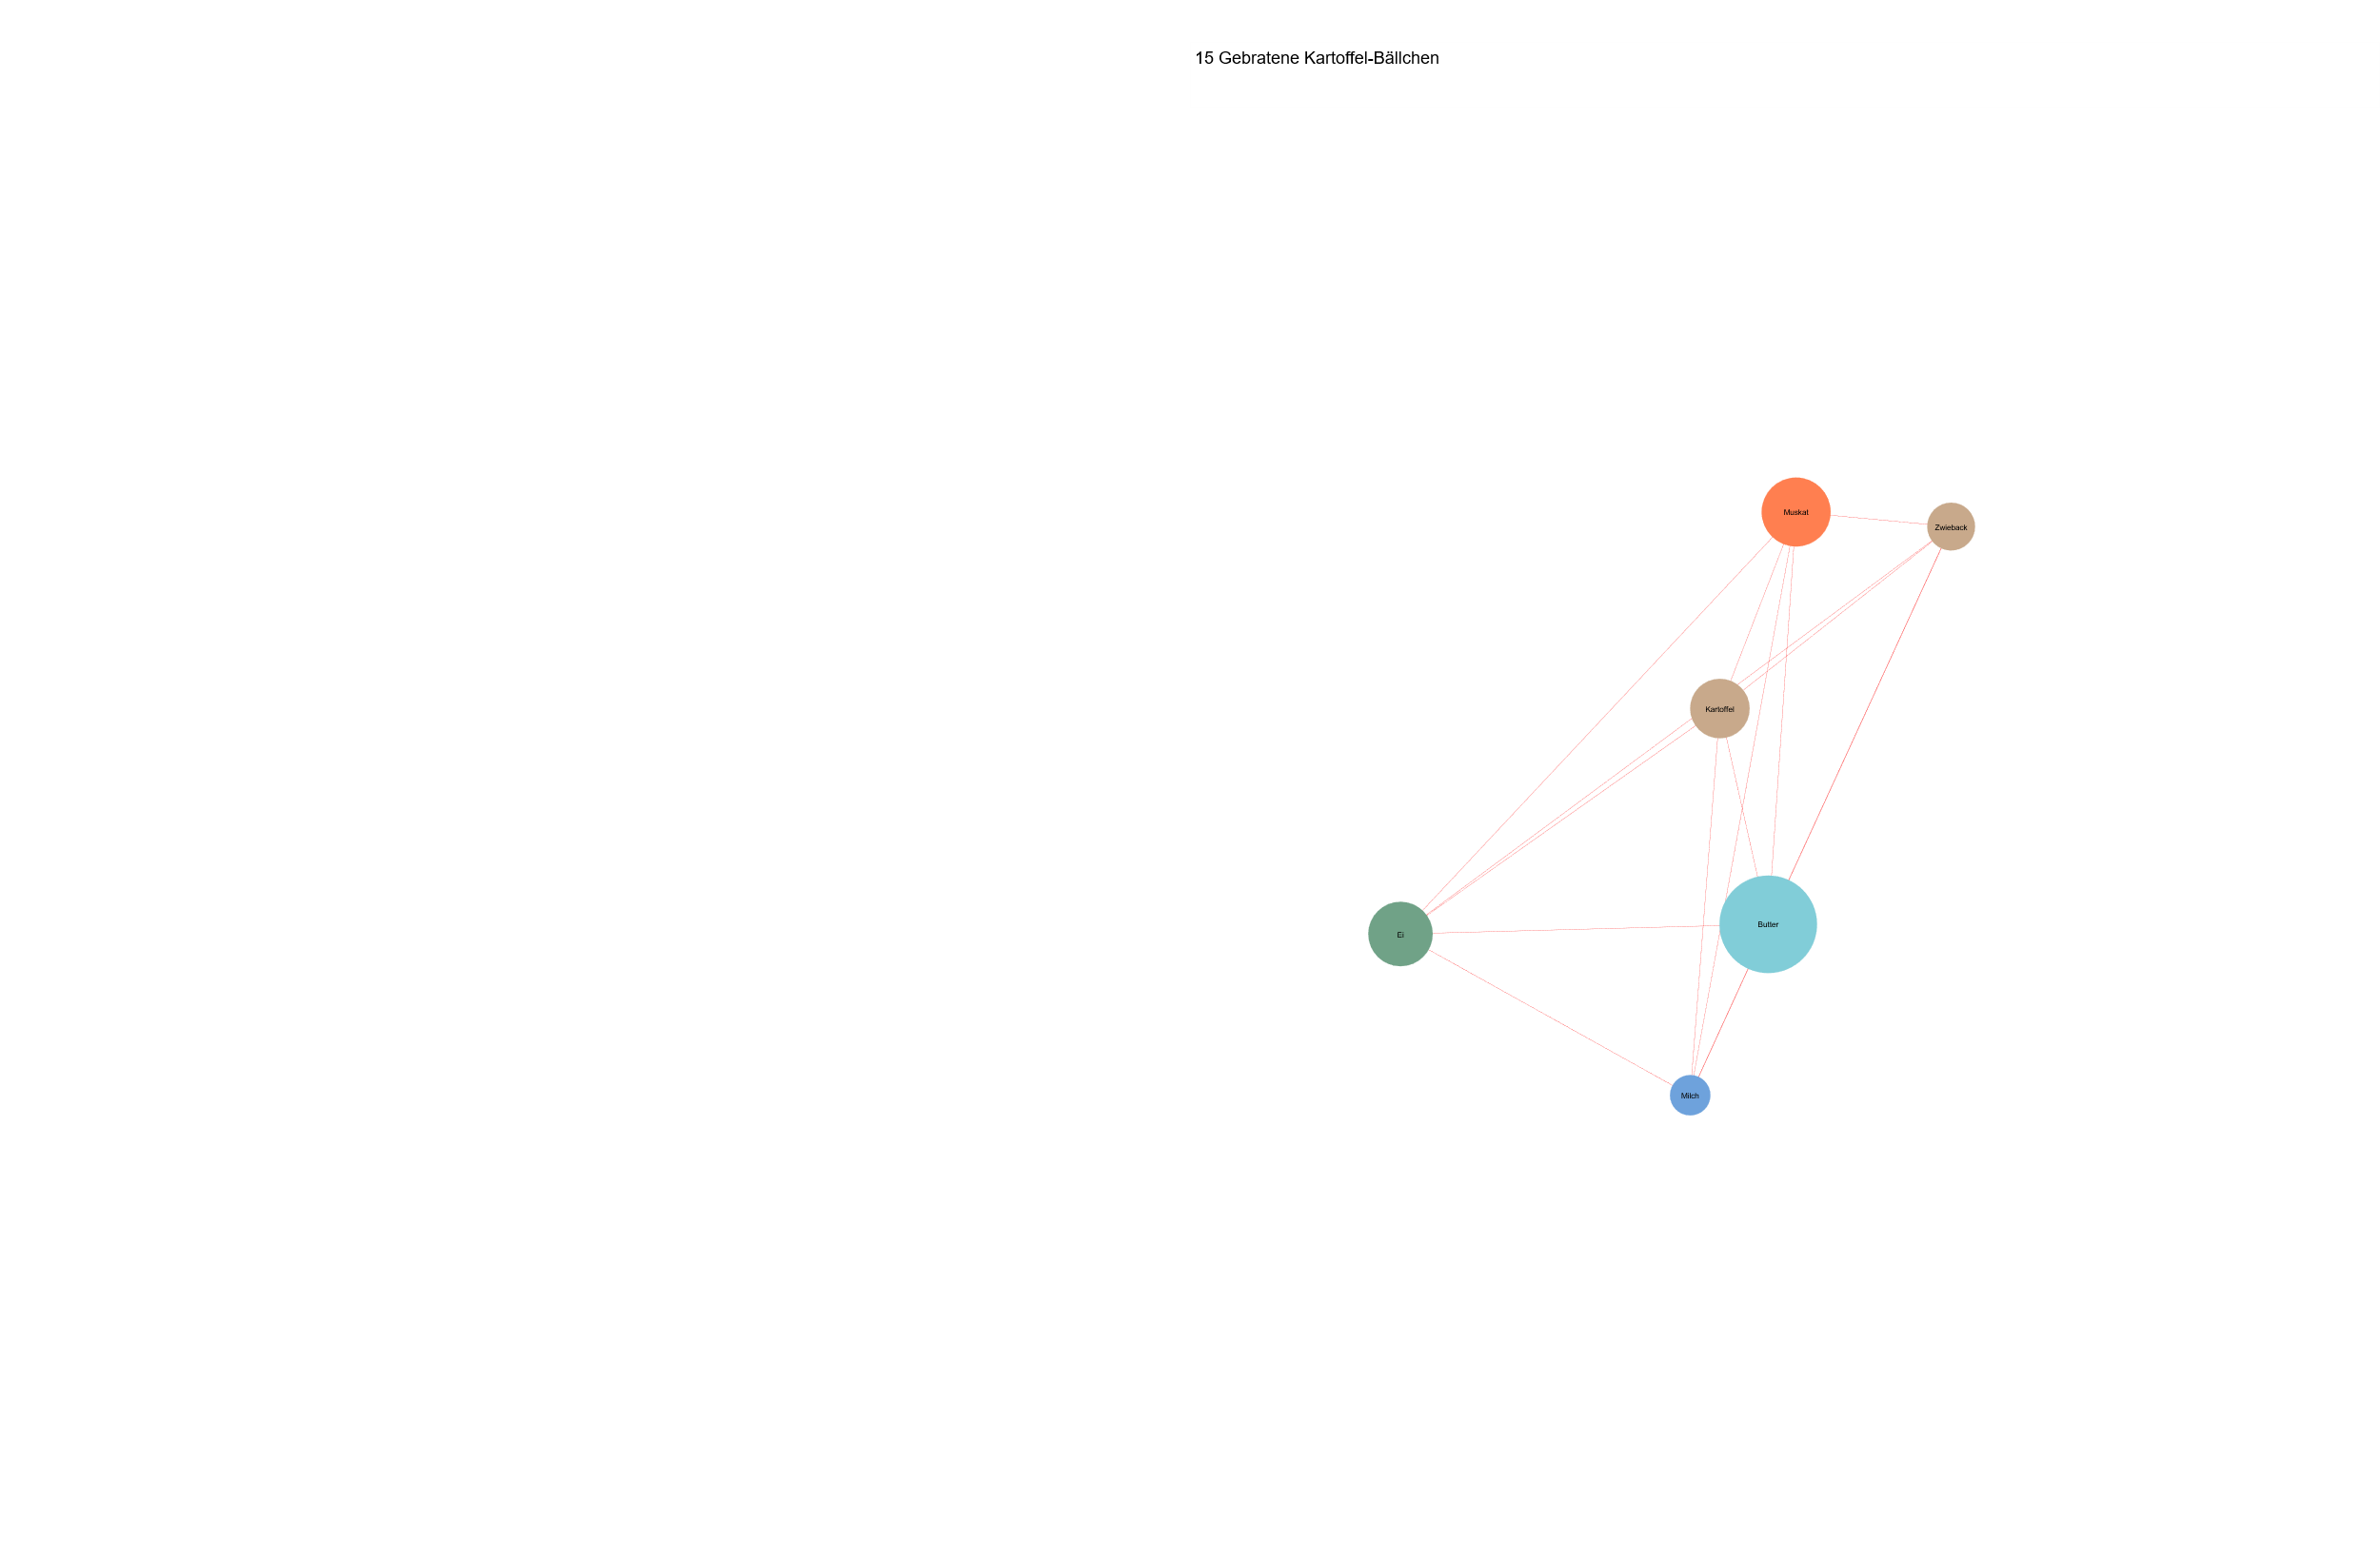 15 Gebratene Kartoffel-Bällchen
Muskat
Zwieback
Kartoffel
Butter
Ei
Milch